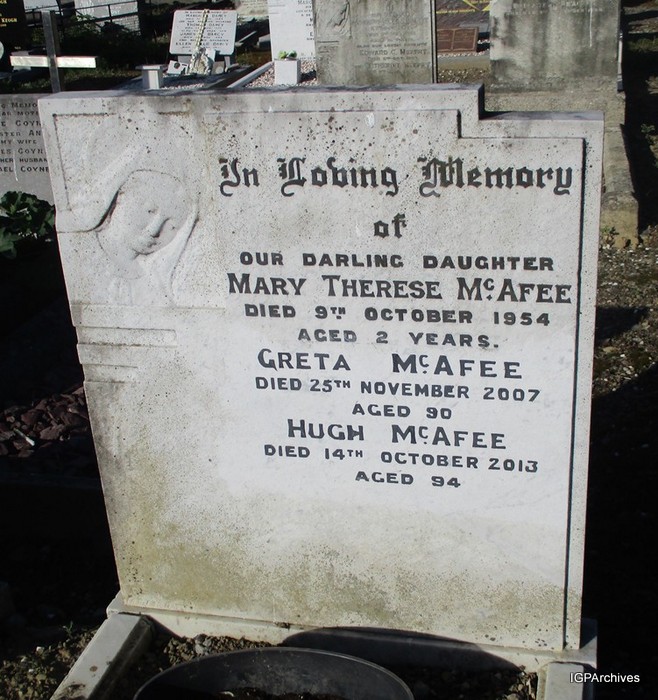 In Loving Memory
of
OUR DARLING DAUGHTER
MARY THERESE McAFEE
DIED 9TH OCTOBER 1954
AGED 2 YEARS.
GRETA McAFEE
DIED 25TH NOVEMBER 2007
AGED 90
HUGH McAFEE
DIED 14TH OCTOBER 2013
AGED 94
IGPArchives